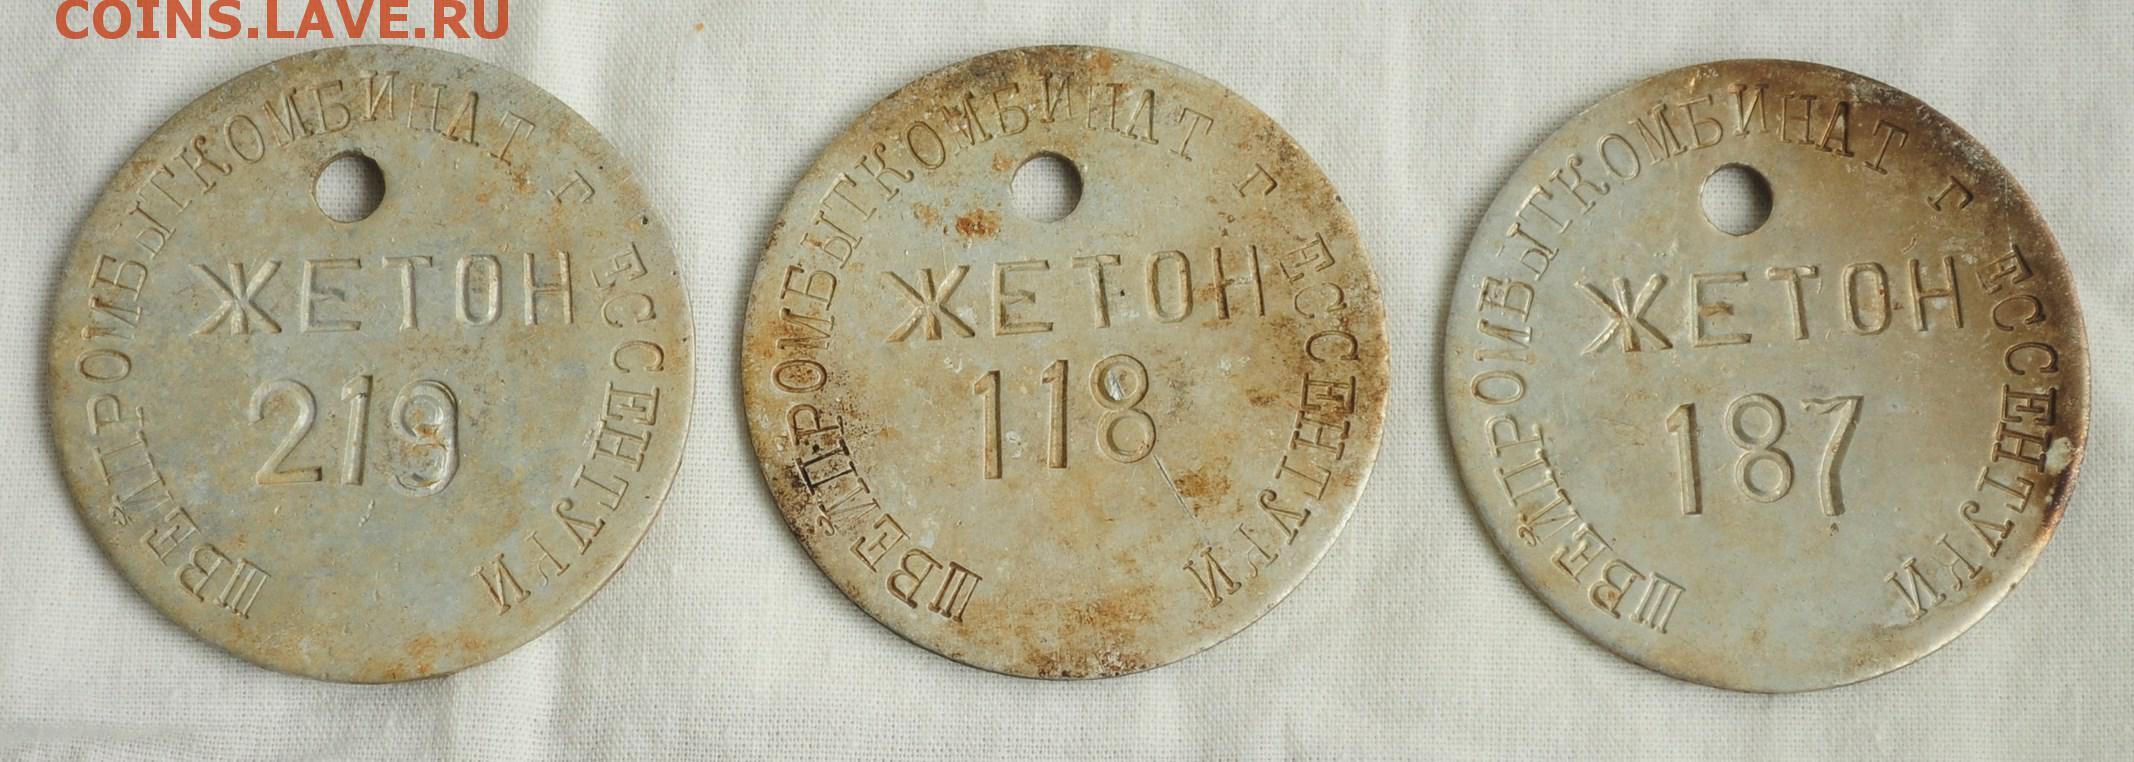 COINS.LAVE.RU
ШВЕЙПРОМБЫТКОМБИНАТ г ЕССЕНТУКИ
ЖЕТОН
219
ШВЕЙПРОМБЫТКОМБИНАТ г ЕССЕНТУКИ
ЖЕТОН
118
ШВЕЙПРОМБЫТКОМБИНАТ г ЕССЕНТУКИ
ЖЕТОН
187